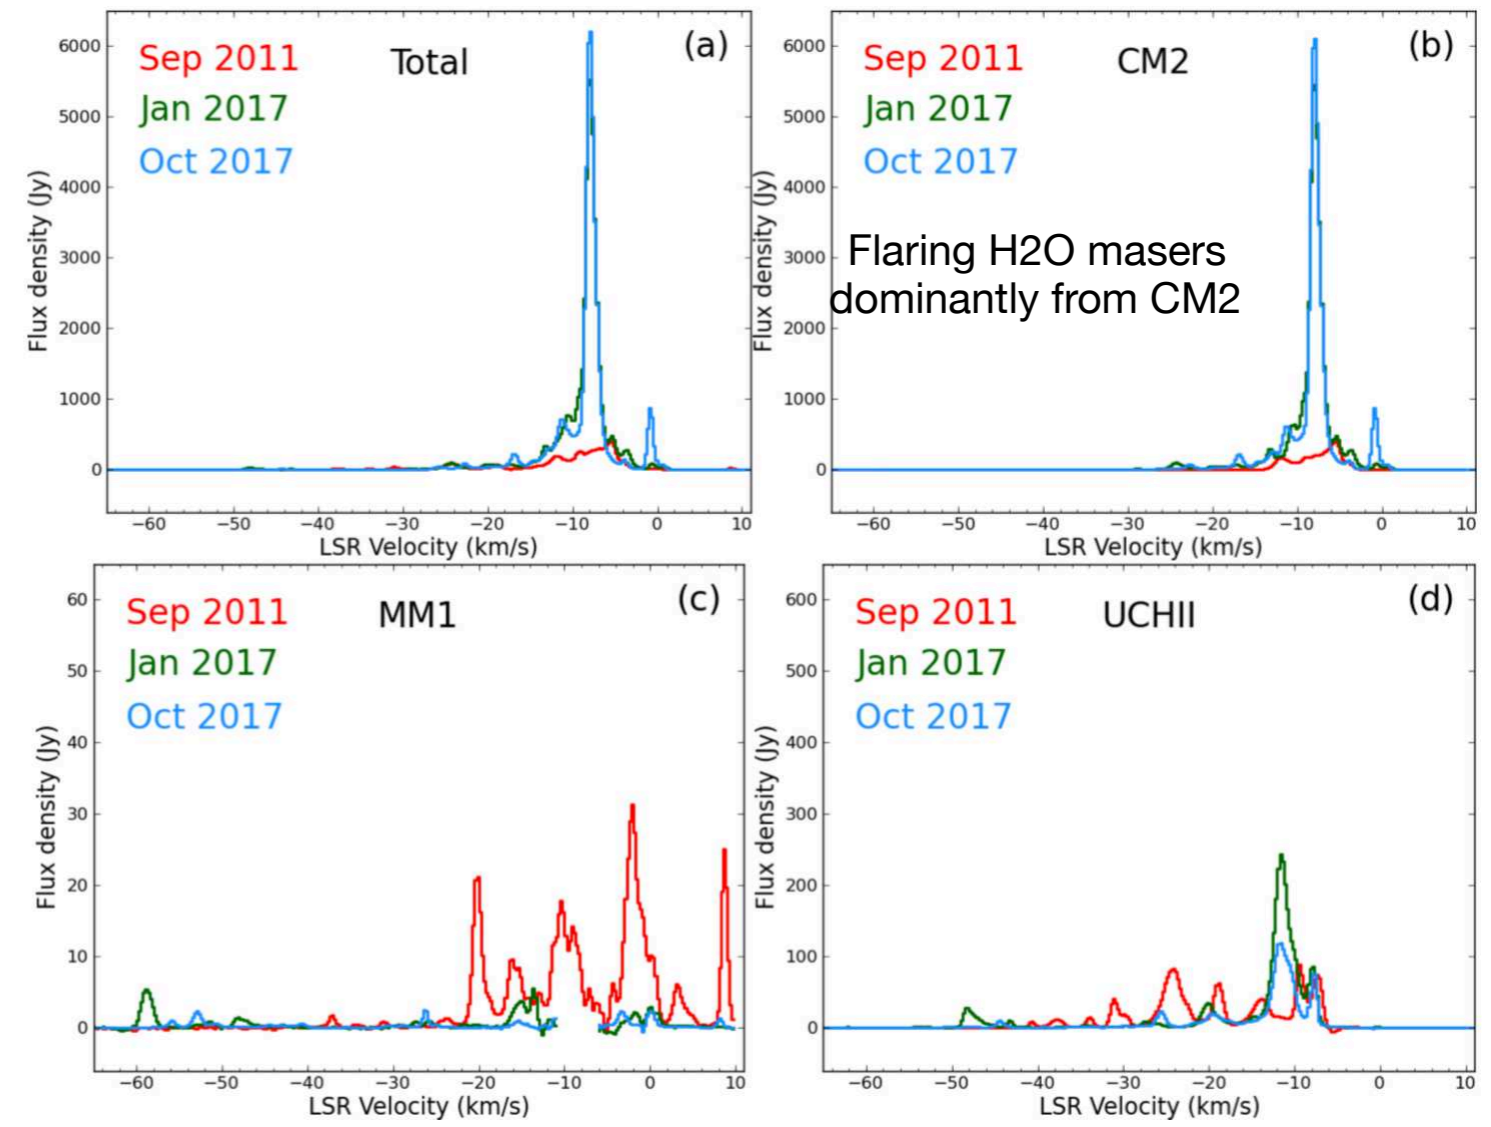 Sep 2011
Total
(a)
Jan 2017
Oct 2017
Flux density (Jy)
6000
5000
4000
3000
2000
1000
0
−60 −50 −40 −30 −20 −10 0 10
LSR Velocity (km/s)
Sep 2011
CM2
(b)
Jan 2017
Oct 2017
Flaring H2O masers
dominantly from CM2
Flux density (Jy)
6000
5000
4000
3000
2000
1000
0
−60 −50 −40 −30 −20 −10 0 10
LSR Velocity (km/s)
Sep 2011
MM1
(c)
Jan 2017
Oct 2017
Flux density (Jy)
60
50
40
30
20
10
0
−60 −50 −40 −30 −20 −10 0 10
LSR Velocity (km/s)
Sep 2011
UCHII
(d)
Jan 2017
Oct 2017
Flux density (Jy)
600
500
400
300
200
100
0
−60 −50 −40 −30 −20 −10 0 10
LSR Velocity (km/s)